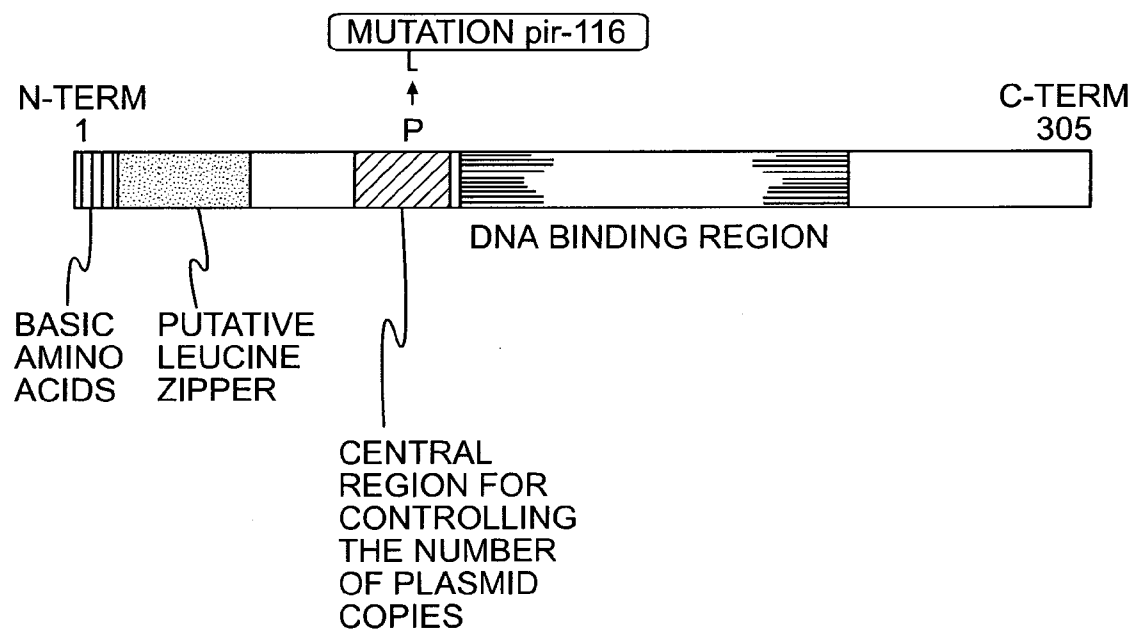 MUTATION pir-116
L
N-TERM
1
P
C-TERM
305
DNA BINDING REGION
BASIC
AMINO
ACIDS
PUTATIVE
LEUCINE
ZIPPER
CENTRAL
REGION FOR
CONTROLLING
THE NUMBER
OF PLASMID
COPIES